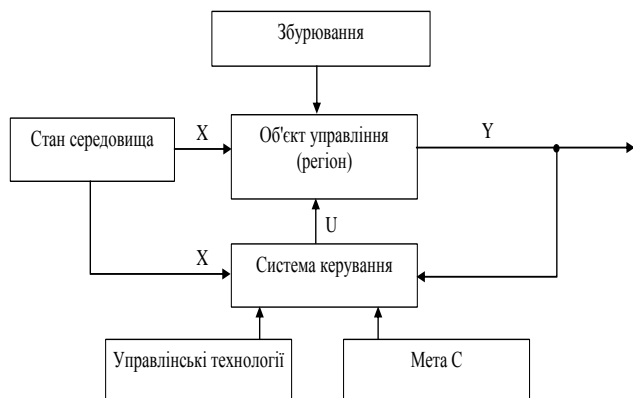 Збурювання
Стан середовища
X
Об'єкт управління
(регіон)
Y
U
X
Система керування
Управлінські технології
Мета С